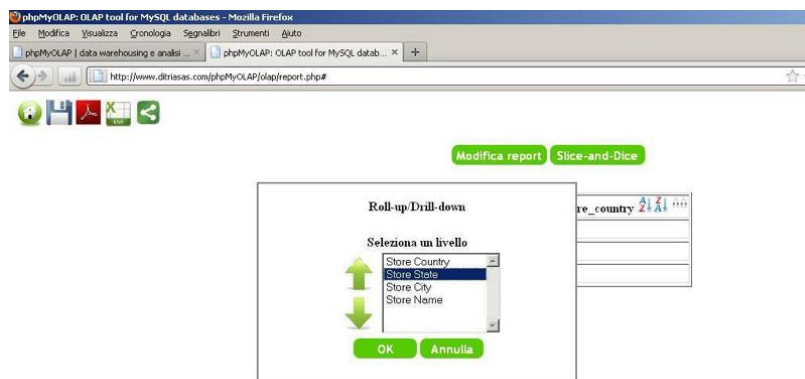 phpMyOLAP: OLAP tool for MySQL databases - Mozilla Firefox
File Modifica Visualizza Cronologia Segnalibri Strumenti Aiuto
phpMyOLAP | data warehousing e analisi ... × phpMyOLAP: OLAP tool for MySQL datab... × +
http://www.ditriasas.com/phpMyOLAP/olap/report.php#
Modifica report Slice-and-Dice
Roll-up/Drill-down
re_country
Seleziona un livello
Store Country
Store State
Store City
Store Name
OK Annulla